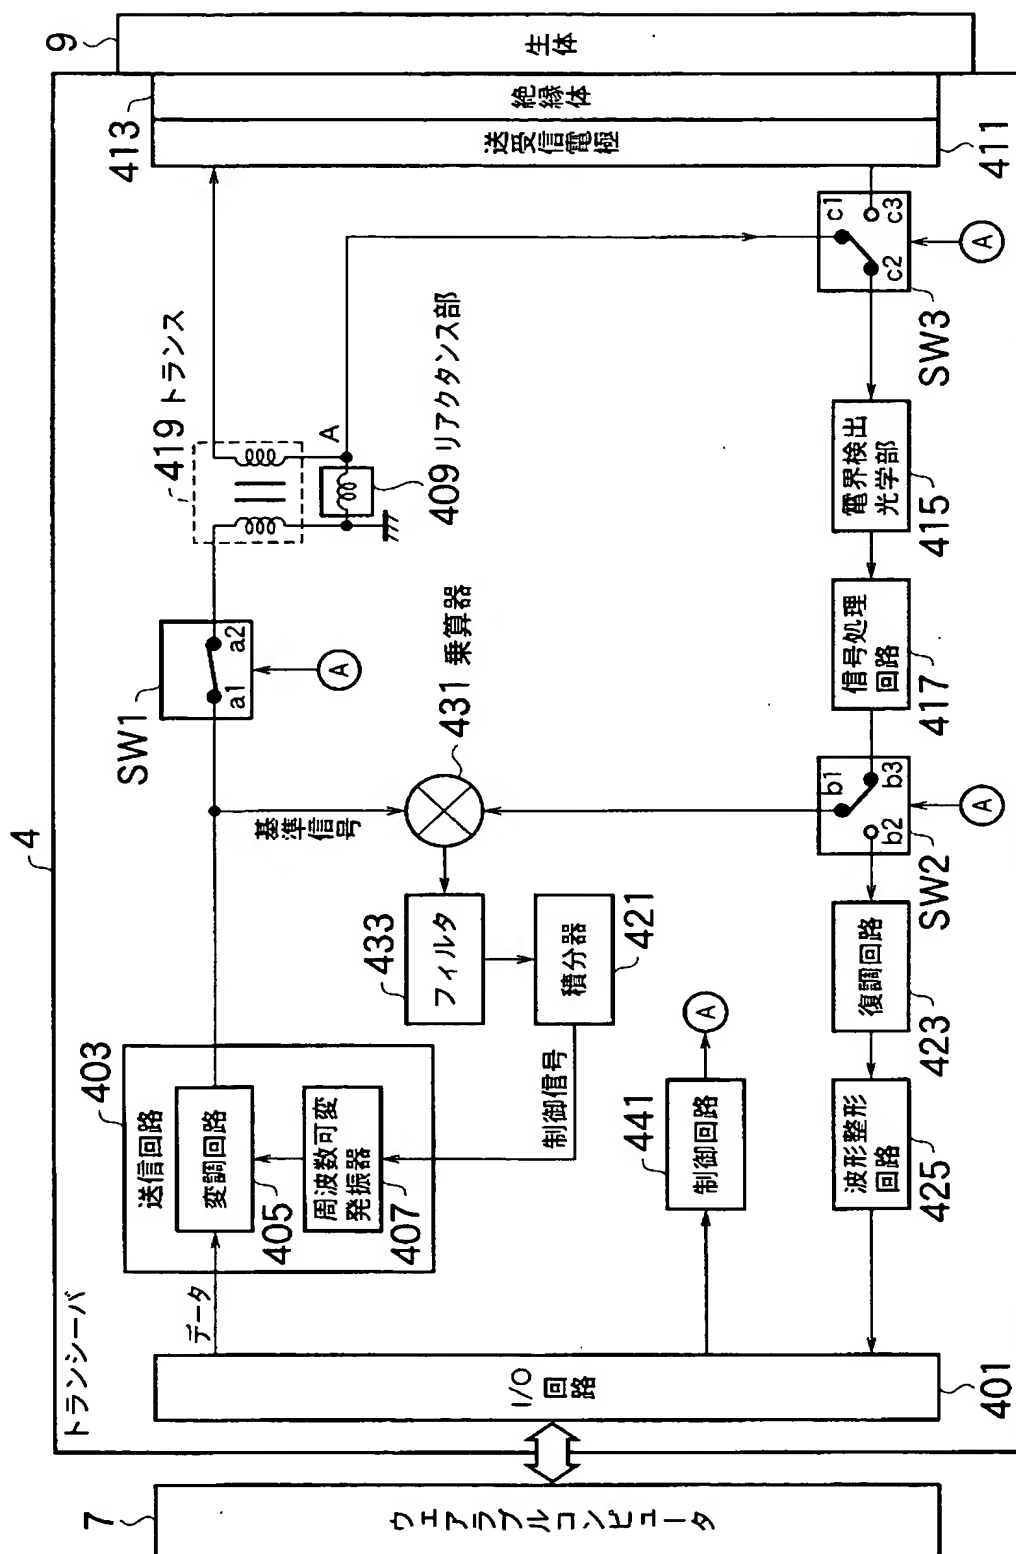 4
トランシーバ
7
ウエアラブルコンピュータ
I/O
回路
401
データ
403
送信回路
変調回路
405
周波数可変
発振器
407
制御信号
基準信号
431 乗算器
433
フィルタ
積分器
421
441
制御回路
A
SW1
a1
a2
A
419 トランス
A
409 リアクタンス部
413
絶縁体
送受信電極
411
9
生体
c1
c2
c3
SW3
A
電界検出
光学部
415
信号処理
回路
417
b1
b2
b3
SW2
A
復調回路
423
波形整形
回路
425